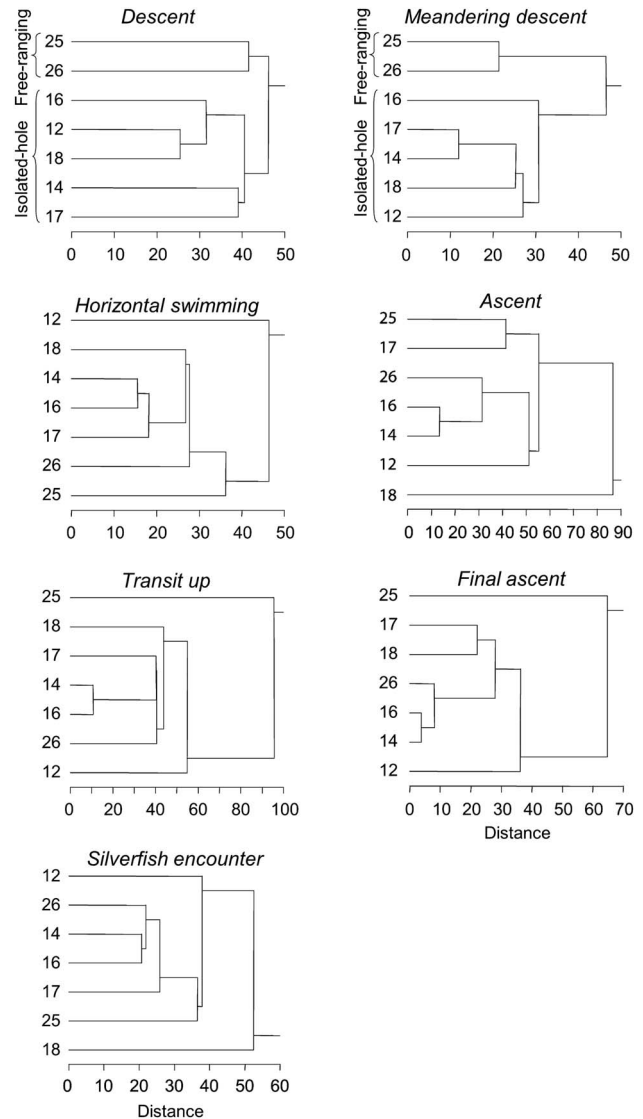 Descent
Free-ranging
Isolated-hole
25
26
16
12
18
14
17
0 10 20 30 40 50
Meandering descent
Free-ranging
Isolated-hole
25
26
16
17
14
18
12
0 10 20 30 40 50
Horizontal swimming
12
18
14
16
17
26
25
0 10 20 30 40 50
Ascent
25
17
26
16
14
12
18
0 10 20 30 40 50 60 70 80 90
Transit up
25
18
17
14
16
26
12
0 20 40 60 80 100
Final ascent
25
17
18
26
16
14
12
0 10 20 30 40 50 60 70
Distance
Silverfish encounter
12
26
14
16
17
25
18
0 10 20 30 40 50 60
Distance